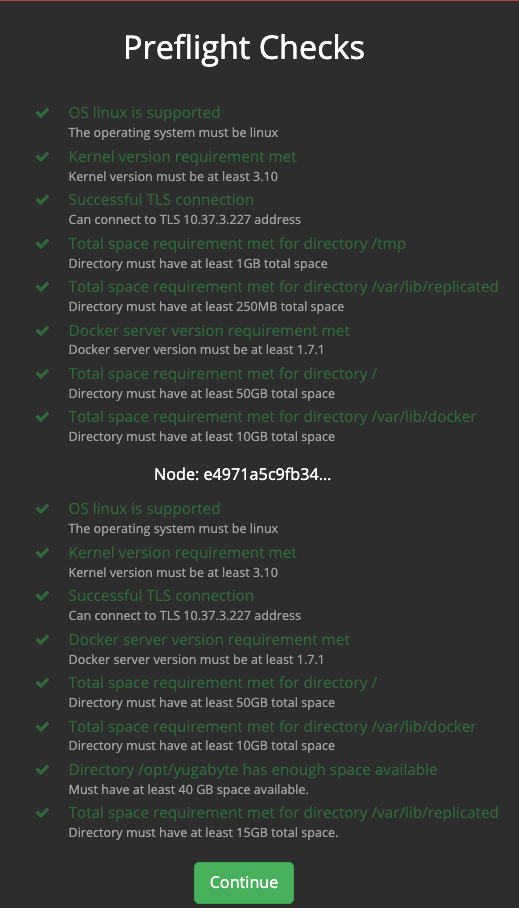 Preflight Checks
OS linux is supported
The operating system must be linux
Kernel version requirement met
Kernel version must be at least 3.10
Successful TLS connection
Can connect to TLS 10.37.3.227 address
Total space requirement met for directory /tmp
Directory must have at least 1GB total space
Total space requirement met for directory /var/lib/replicated
Directory must have at least 250MB total space
Docker server version requirement met
Docker server version must be at least 1.7.1
Total space requirement met for directory /
Directory must have at least 50GB total space
Total space requirement met for directory /var/lib/docker
Directory must have at least 10GB total space
Node: e4971a5c9fb34...
OS linux is supported
The operating system must be linux
Kernel version requirement met
Kernel version must be at least 3.10
Successful TLS connection
Can connect to TLS 10.37.3.227 address
Docker server version requirement met
Docker server version must be at least 1.7.1
Total space requirement met for directory /
Directory must have at least 50GB total space
Total space requirement met for directory /var/lib/docker
Directory must have at least 10GB total space
Directory /opt/yugabyte has enough space available
Must have at least 40 GB space available.
Total space requirement met for directory /var/lib/replicated
Directory must have at least 15GB total space.
Continue